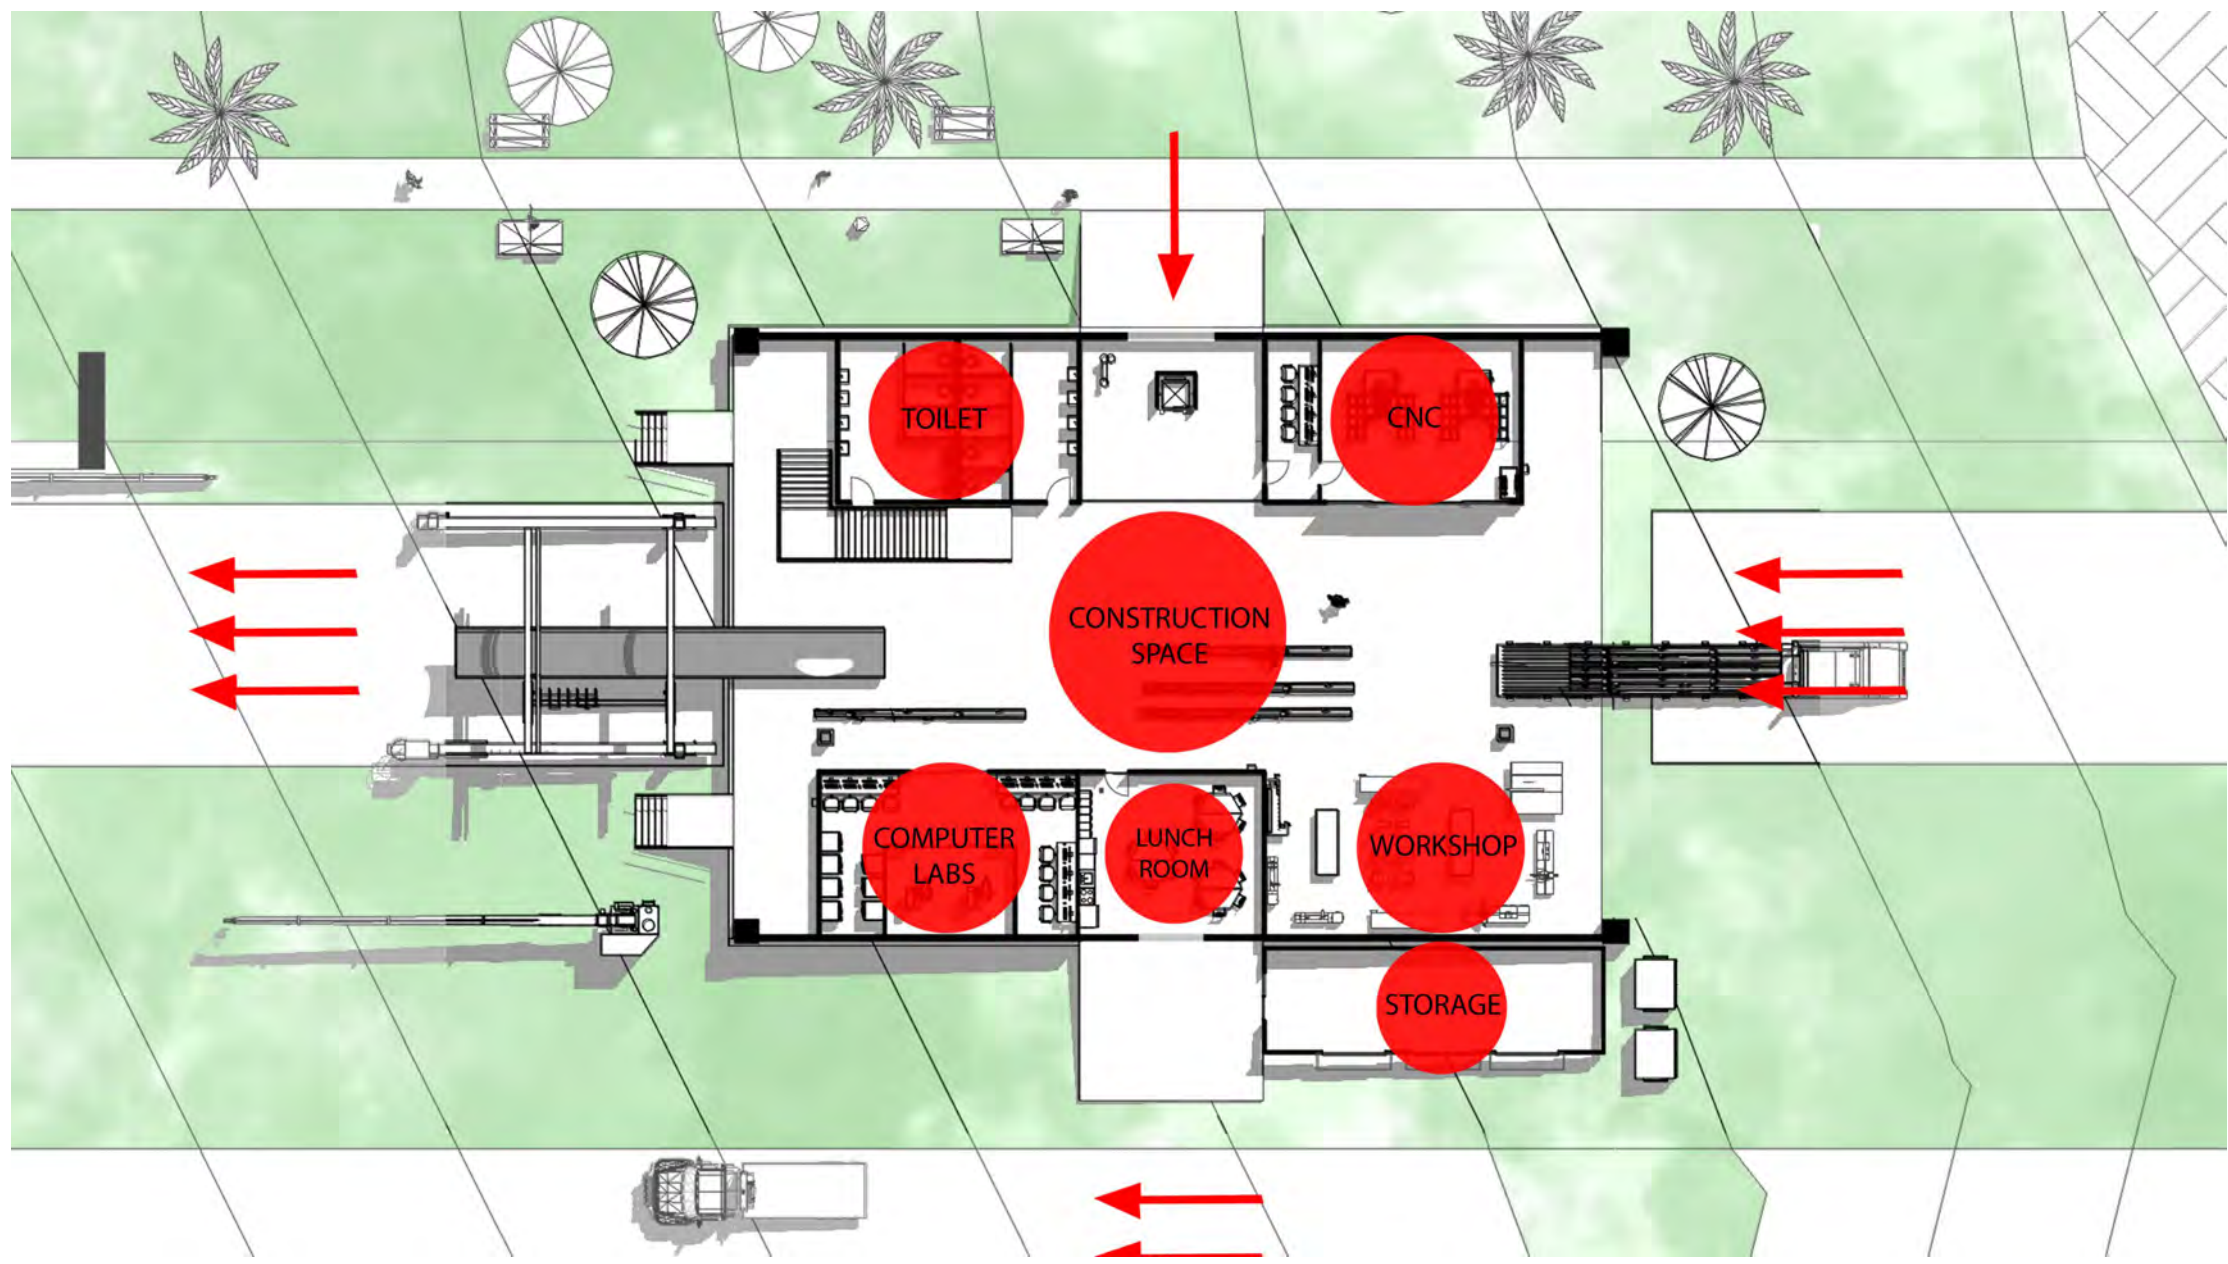 TOILET
CNC
CONSTRUCTION
SPACE
COMPUTER
LABS
LUNCH
ROOM
WORKSHOP
STORAGE